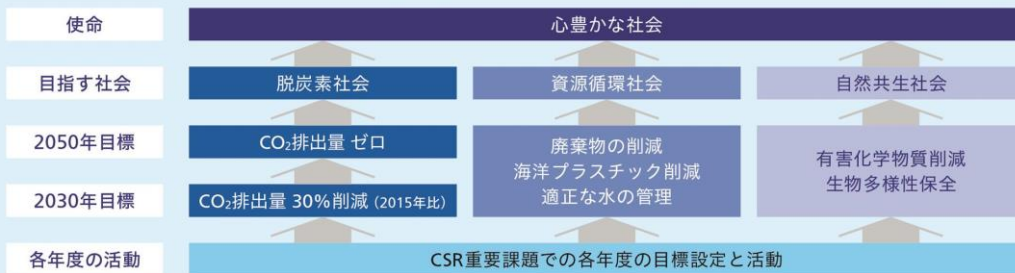 使命
心豊かな社会
目指す社会
脱炭素社会
資源循環社会
自然共生社会
2050年目標
CO₂排出量 ゼロ
2030年目標
CO₂排出量 30%削減（2015年比）
廃棄物の削減
海洋プラスチック削減
適正な水の管理
有害化学物質削減
生物多様性保全
各年度の活動
CSR重要課題での各年度の目標設定と活動